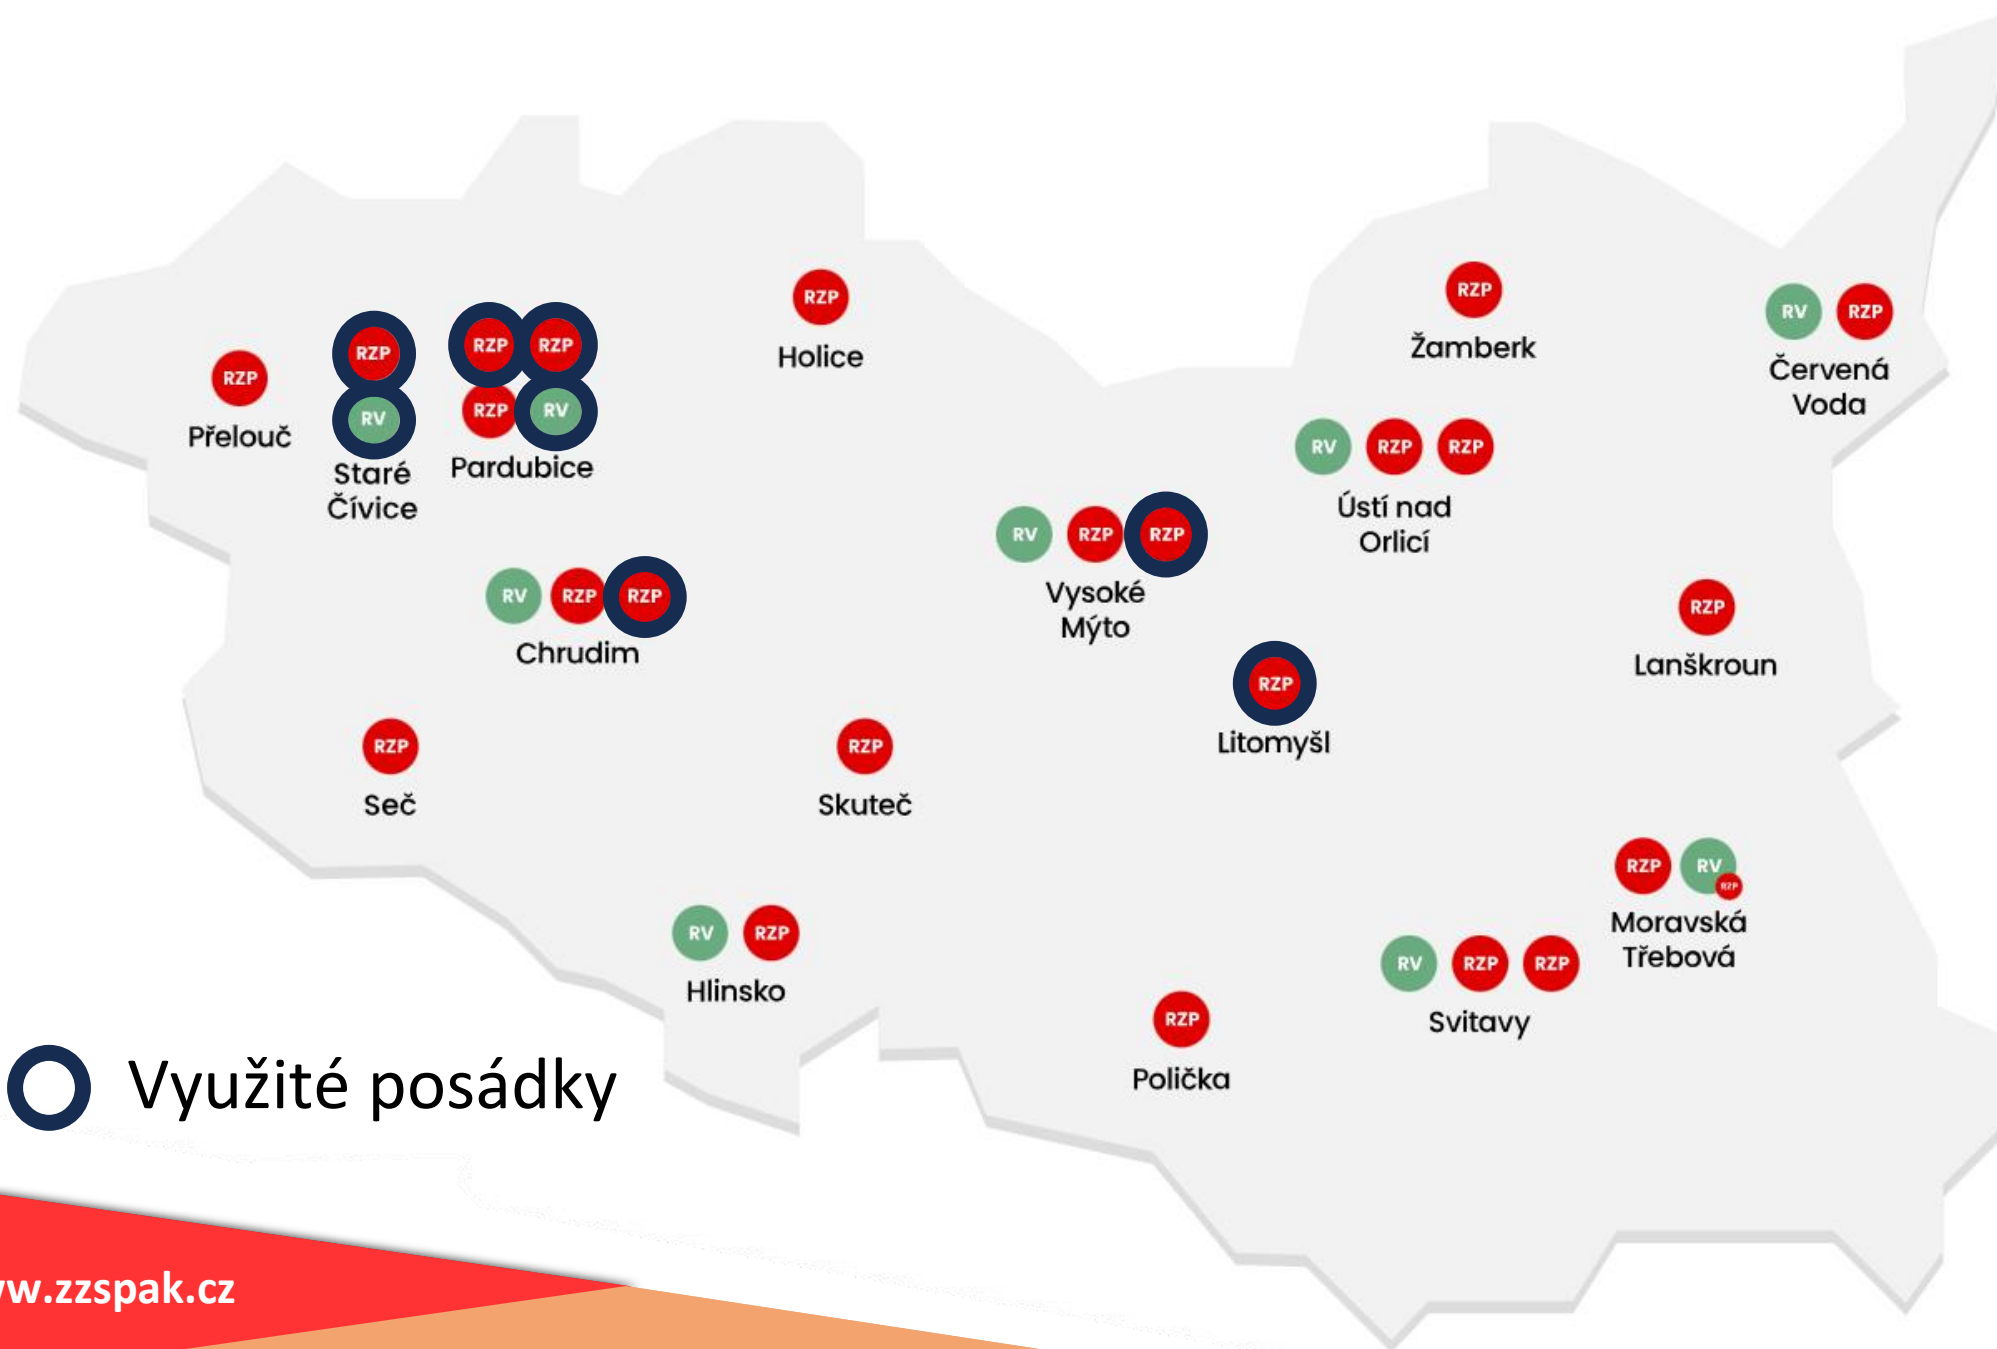 RZP
Holice
RZP
Žamberk
RV RZP
Červená
Voda
RZP
Přelouč
RZP
RV
Staré
Čívice
RZP RZP
RZP RV
Pardubice
RV RZP RZP
Ústí nad
Orlicí
RV RZP RZP
Vysoké
Mýto
RV RZP RZP
Chrudim
RZP
Lanškroun
RZP
Litomyšl
RZP
Seč
RZP
Skuteč
RZP RV RZP
Moravská
Třebová
RV RZP
Hlinsko
RV RZP RZP
Svitavy
RZP
Polička
Využité posádky
w.zzspak.cz